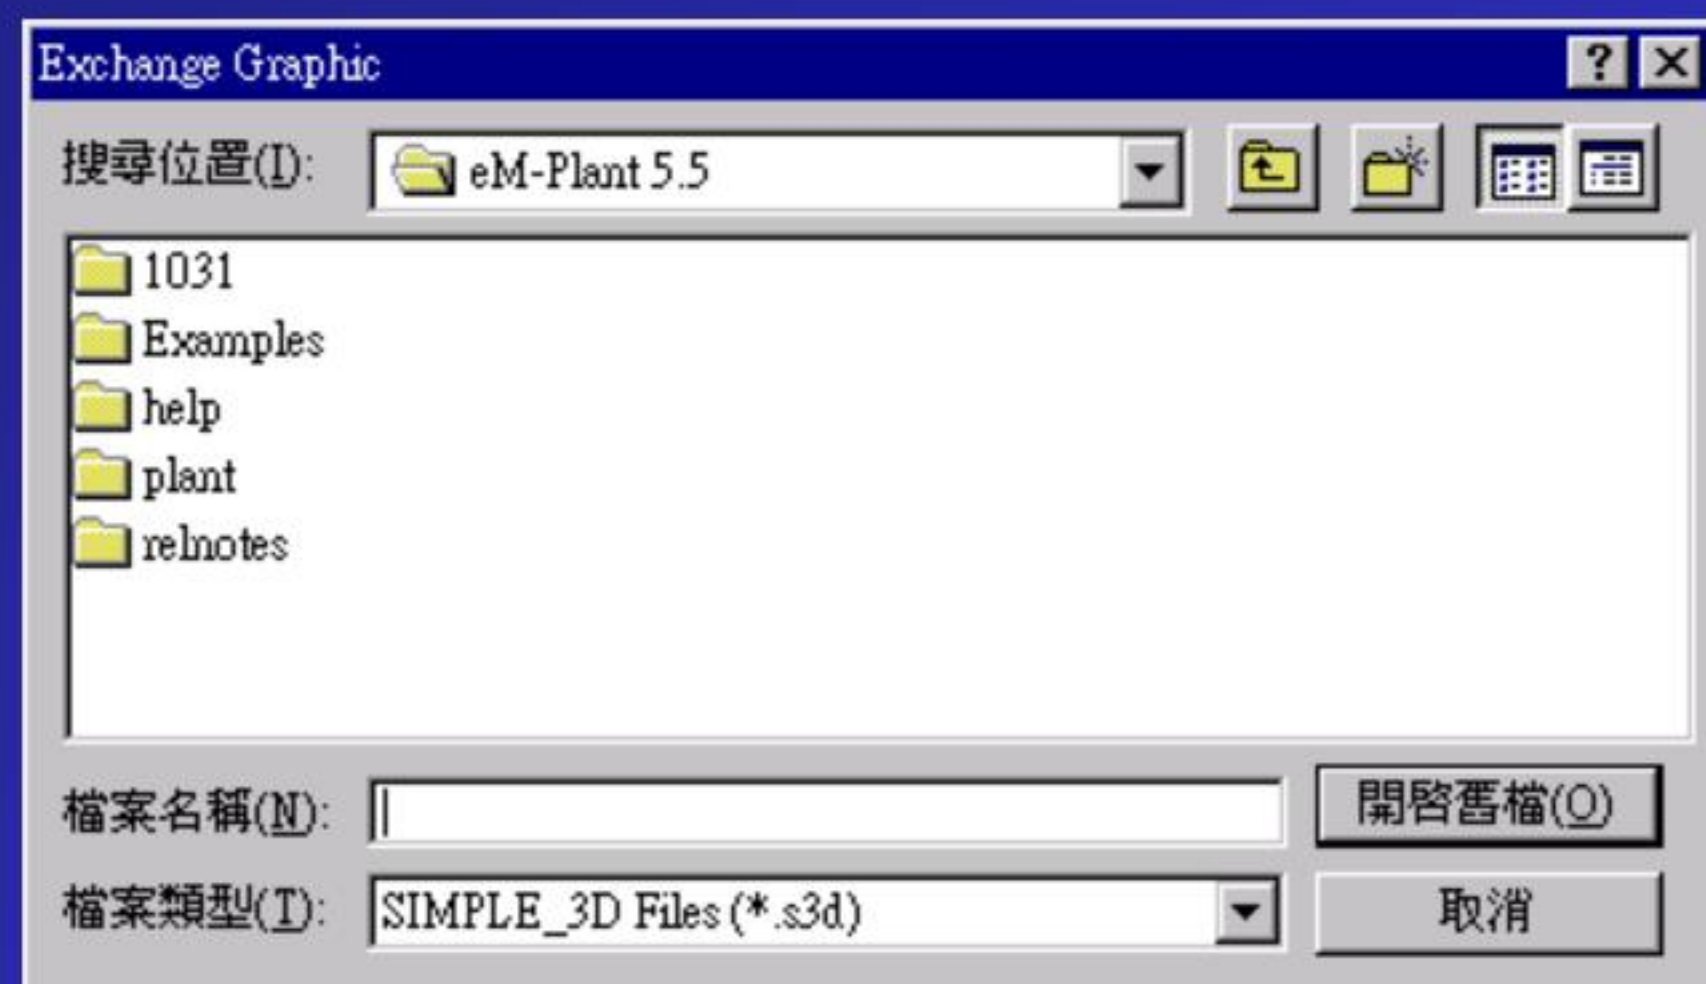 Exchange Graphic
搜尋位置(I): eM-Plant 5.5
1031
Examples
help
plant
relnotes
檔案名稱(N): 開啓舊檔(O)
檔案類型(T): SIMPLE_3D Files (*.s3d) 取消